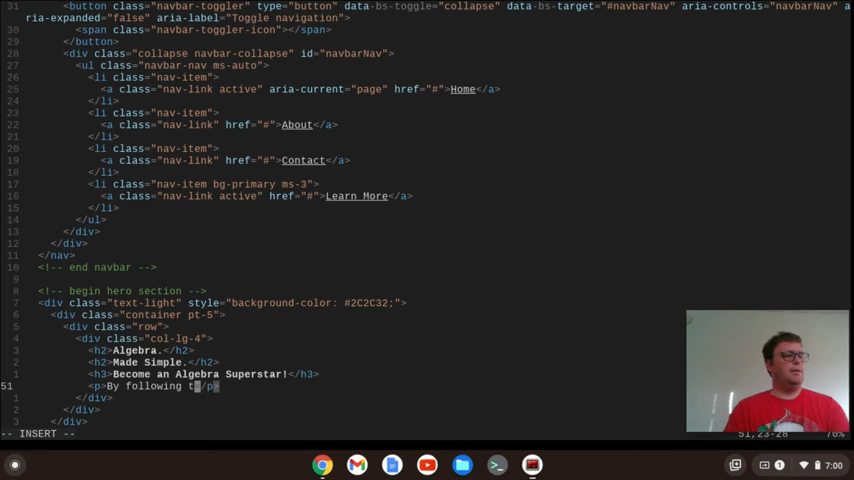 31 <button class="navbar-toggler" type="button" data-bs-toggle="collapse" data-bs-target="#navbarNav" aria-controls="navbarNav" a
ria-expanded="false" aria-label="Toggle navigation">
30 <span class="navbar-toggler-icon"></span>
29 </button>
28 <div class="collapse navbar-collapse" id="navbarNav">
27 <ul class="navbar-nav ms-auto">
26 <li class="nav-item">
25 <a class="nav-link active" aria-current="page" href="#">Home</a>
24 </li>
23 <li class="nav-item">
22 <a class="nav-link" href="#">About</a>
21 </li>
20 <li class="nav-item">
19 <a class="nav-link" href="#">Contact</a>
18 </li>
17 <li class="nav-item bg-primary ms-3">
16 <a class="nav-link active" href="#">Learn More</a>
15 </li>
14 </ul>
13 </div>
12 </div>
11 </nav>
10 <!-- end navbar -->
9
8 <!-- begin hero section -->
7 <div class="text-light" style="background-color: #2C2C32;">
6 <div class="container pt-5">
5 <div class="row">
4 <div class="col-lg-4">
3 <h2>Algebra.</h2>
2 <h2>Made Simple.</h2>
1 <h3>Become an Algebra Superstar!</h3>
51 <p>By following t</p>
1 </div>
2 </div>
3 </div>
-- INSERT -- 51,23-28 70%
1 7:00